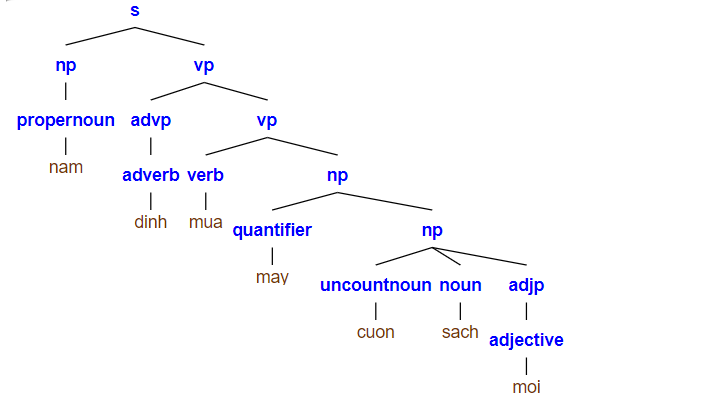 s
np vp
propernoun advp vp
nam adverb verb np
dinh mua quantifier np
may uncountnoun noun adjp
cuon sach adjective
moi